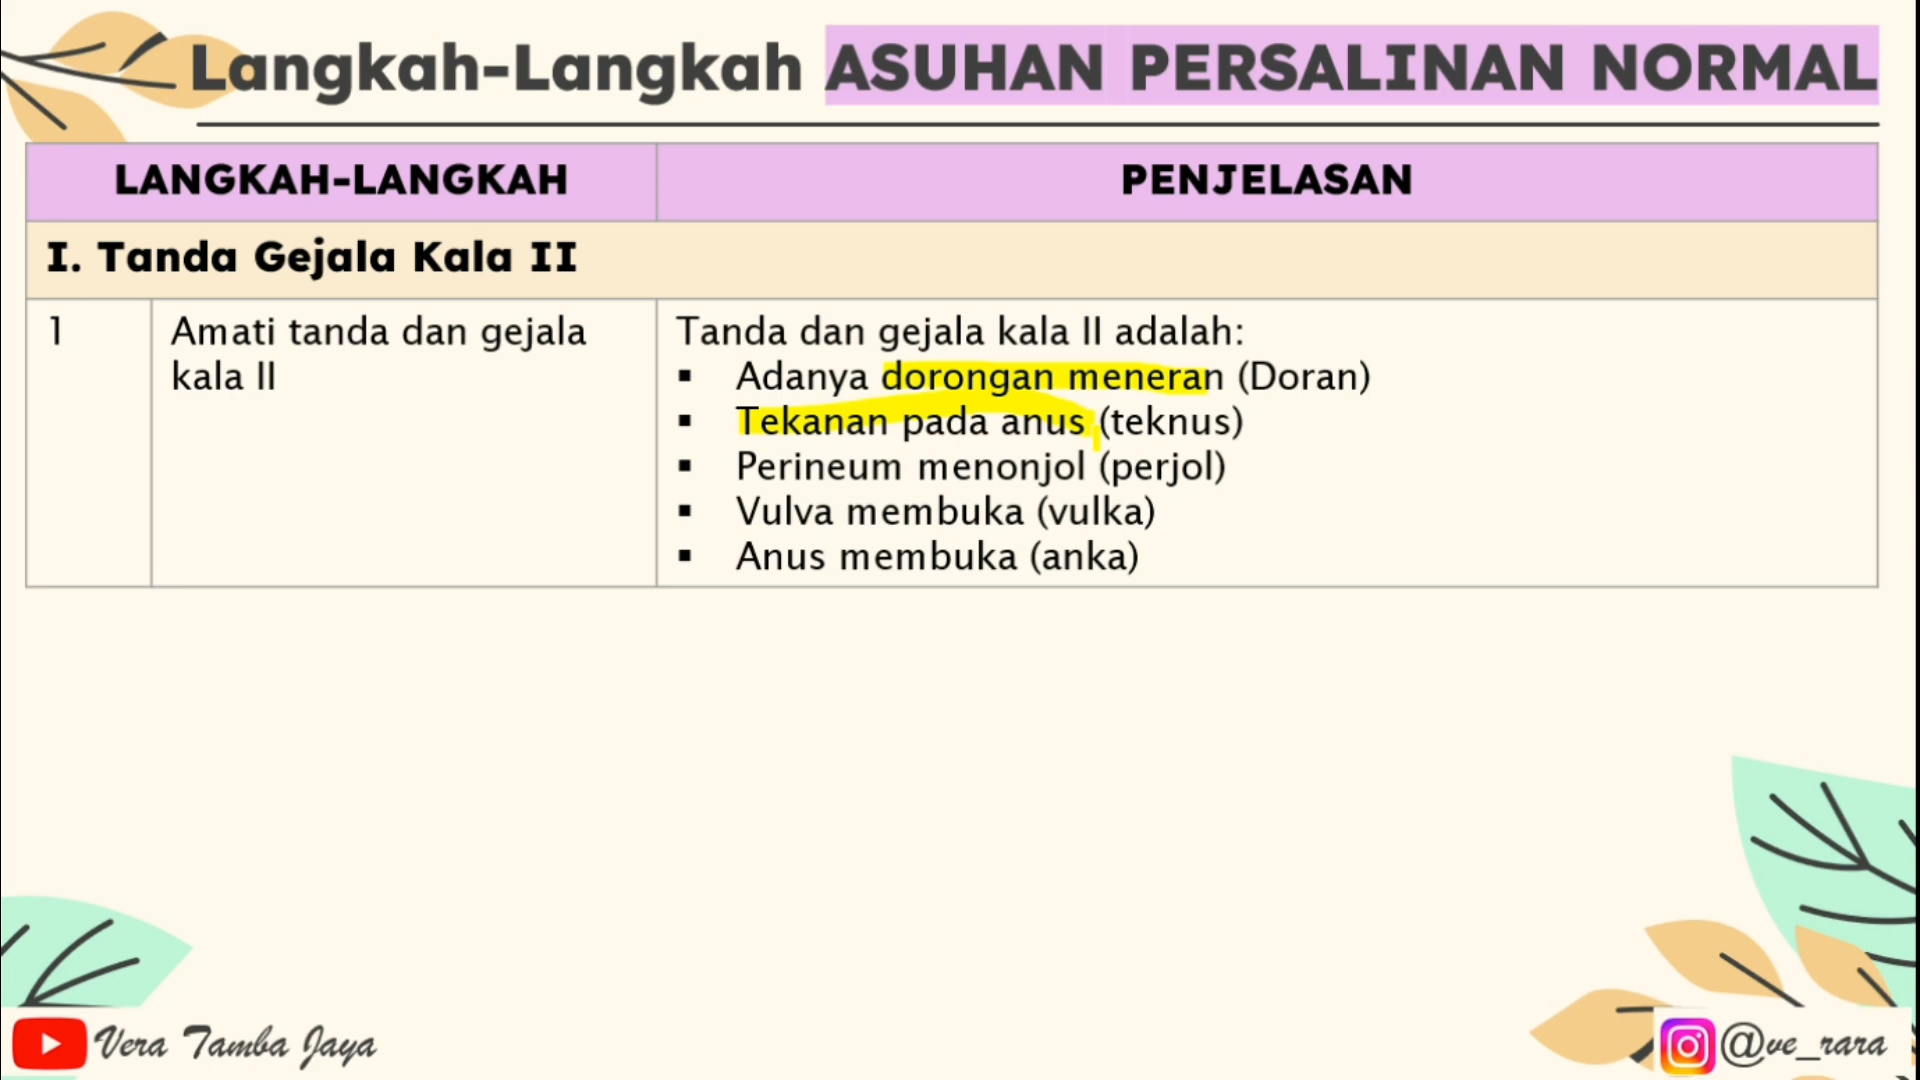 Langkah-Langkah ASUHAN PERSALINAN NORMAL
LANGKAH-LANGKAH
PENJELASAN
I. Tanda Gejala Kala II
1
Amati tanda dan gejala
kala II
Tanda dan gejala kala II adalah:
▪ Adanya dorongan meneran (Doran)
▪ Tekanan pada anus (teknus)
▪ Perineum menonjol (perjol)
▪ Vulva membuka (vulka)
▪ Anus membuka (anka)
Vera Tamba Jaya
@ve_rara